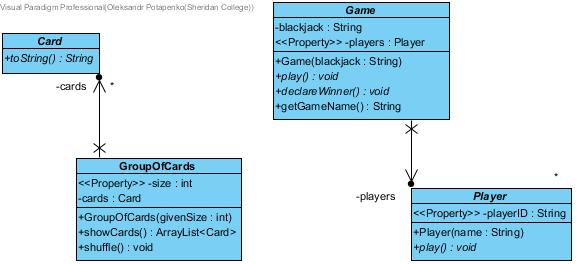 Visual Paradigm Professional(Oleksandr Potapenko(Sheridan College))
Card
+toString() : String
-cards
*
GroupOfCards
<<Property>> -size : int
-cards : Card
+GroupOfCards(givenSize : int)
+showCards() : ArrayList<Card>
+shuffle() : void
Game
-blackjack : String
<<Property>> -players : Player
+Game(blackjack : String)
+play() : void
+declareWinner() : void
+getGameName() : String
-players
*
Player
<<Property>> -playerID : String
+Player(name : String)
+play() : void